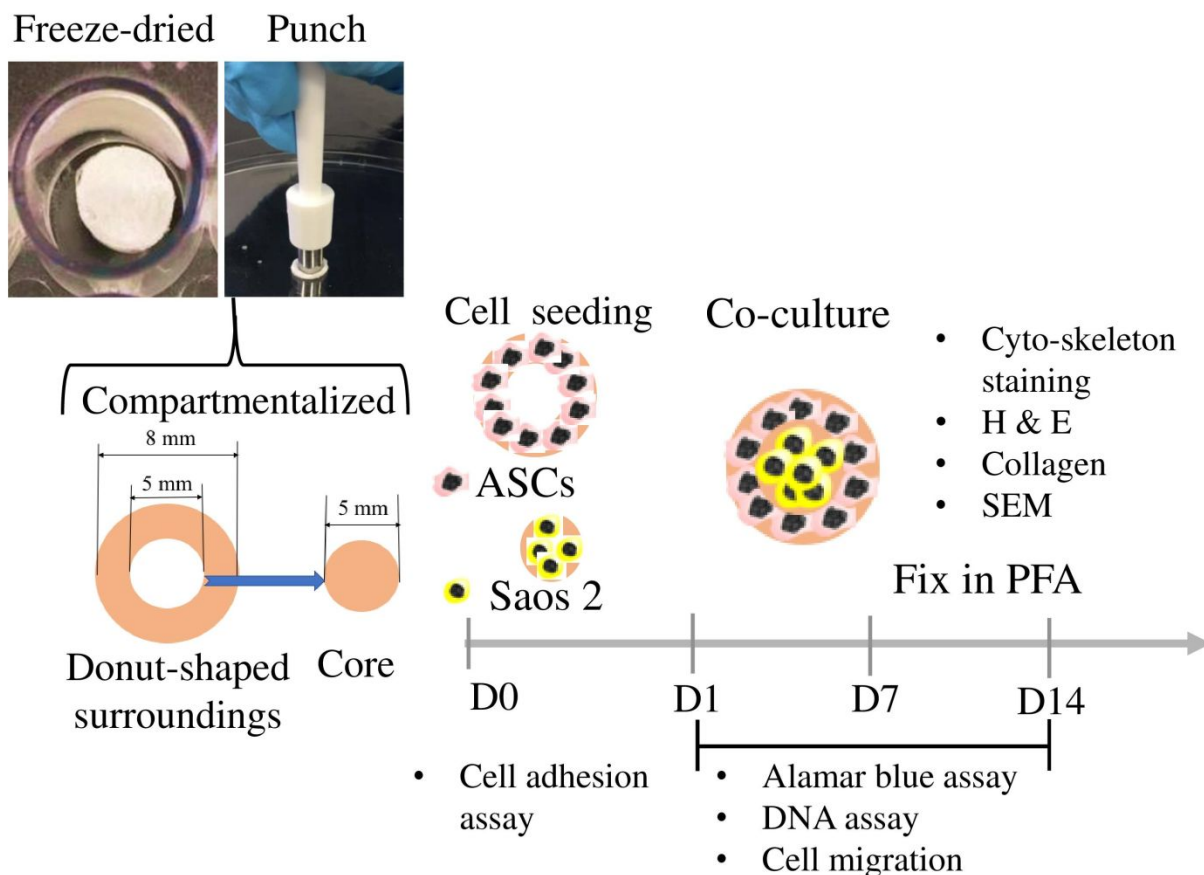 Freeze-dried
Punch
Compartmentalized
8 mm
5 mm
5 mm
Donut-shaped
surroundings
Core
Cell seeding
ASCs
Saos 2
Co-culture
• Cyto-skeleton
staining
• H & E
• Collagen
• SEM
Fix in PFA
D0
D1
D7
D14
• Cell adhesion
assay
• Alamar blue assay
• DNA assay
• Cell migration